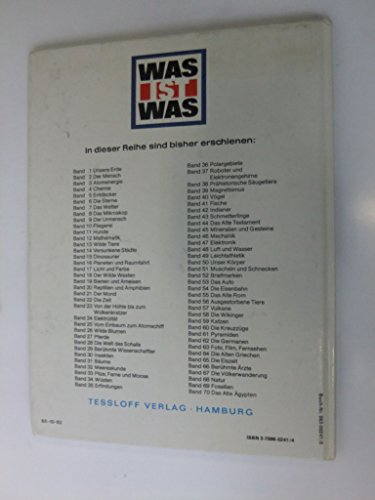 WAS
IST
WAS
In dieser Reihe sind bisher erschienen:
Band 1 Unsere Erde
Band 2 Der Mensch
Band 3 Atomenergie
Band 4 Chemie
Band 5 Entdecker
Band 6 Die Sterne
Band 7 Das Wetter
Band 8 Das Mikroskop
Band 9 Der Urmensch
Band 10 Fliegerei
Band 11 Hunde
Band 12 Mathematik
Band 13 Wilde Tiere
Band 14 Versunkene Städte
Band 15 Dinosaurier
Band 16 Planeten und Raumfahrt
Band 17 Licht und Farbe
Band 18 Der Wilde Westen
Band 19 Bienen und Ameisen
Band 20 Reptilien und Amphibien
Band 21 Der Mond
Band 22 Die Zeit
Band 23 Von der Höhle bis zum
Wolkenkratzer
Band 24 Elektrizität
Band 25 Vom Einbaum zum Atomschiff
Band 26 Wilde Blumen
Band 27 Pferde
Band 28 Die Welt des Schalls
Band 29 Berühmte Wissenschaftler
Band 30 Insekten
Band 31 Bäume
Band 32 Meereskunde
Band 33 Pilze, Farne und Moose
Band 34 Wüsten
Band 35 Erfindungen
Band 36 Polargebiete
Band 37 Roboter und
Elektronengehirne
Band 38 Prähistorische Säugetiere
Band 39 Magnetismus
Band 40 Vögel
Band 41 Fische
Band 42 Indianer
Band 43 Schmetterlinge
Band 44 Das Alte Testament
Band 45 Mineralien und Gesteine
Band 46 Mechanik
Band 47 Elektronik
Band 48 Luft und Wasser
Band 49 Leichtathletik
Band 50 Unser Körper
Band 51 Muscheln und Schnecken
Band 52 Briefmarken
Band 53 Das Auto
Band 54 Die Eisenbahn
Band 55 Das Alte Rom
Band 56 Ausgestorbene Tiere
Band 57 Vulkane
Band 58 Die Wikinger
Band 59 Katzen
Band 60 Die Kreuzzüge
Band 61 Pyramiden
Band 62 Die Germanen
Band 63 Foto, Film, Fernsehen
Band 64 Die Alten Griechen
Band 65 Die Eiszeit
Band 66 Berühmte Ärzte
Band 67 Die Völkerwanderung
Band 68 Natur
Band 69 Fossilien
Band 70 Das Alte Ägypten
TESSLOFF VERLAG · HAMBURG